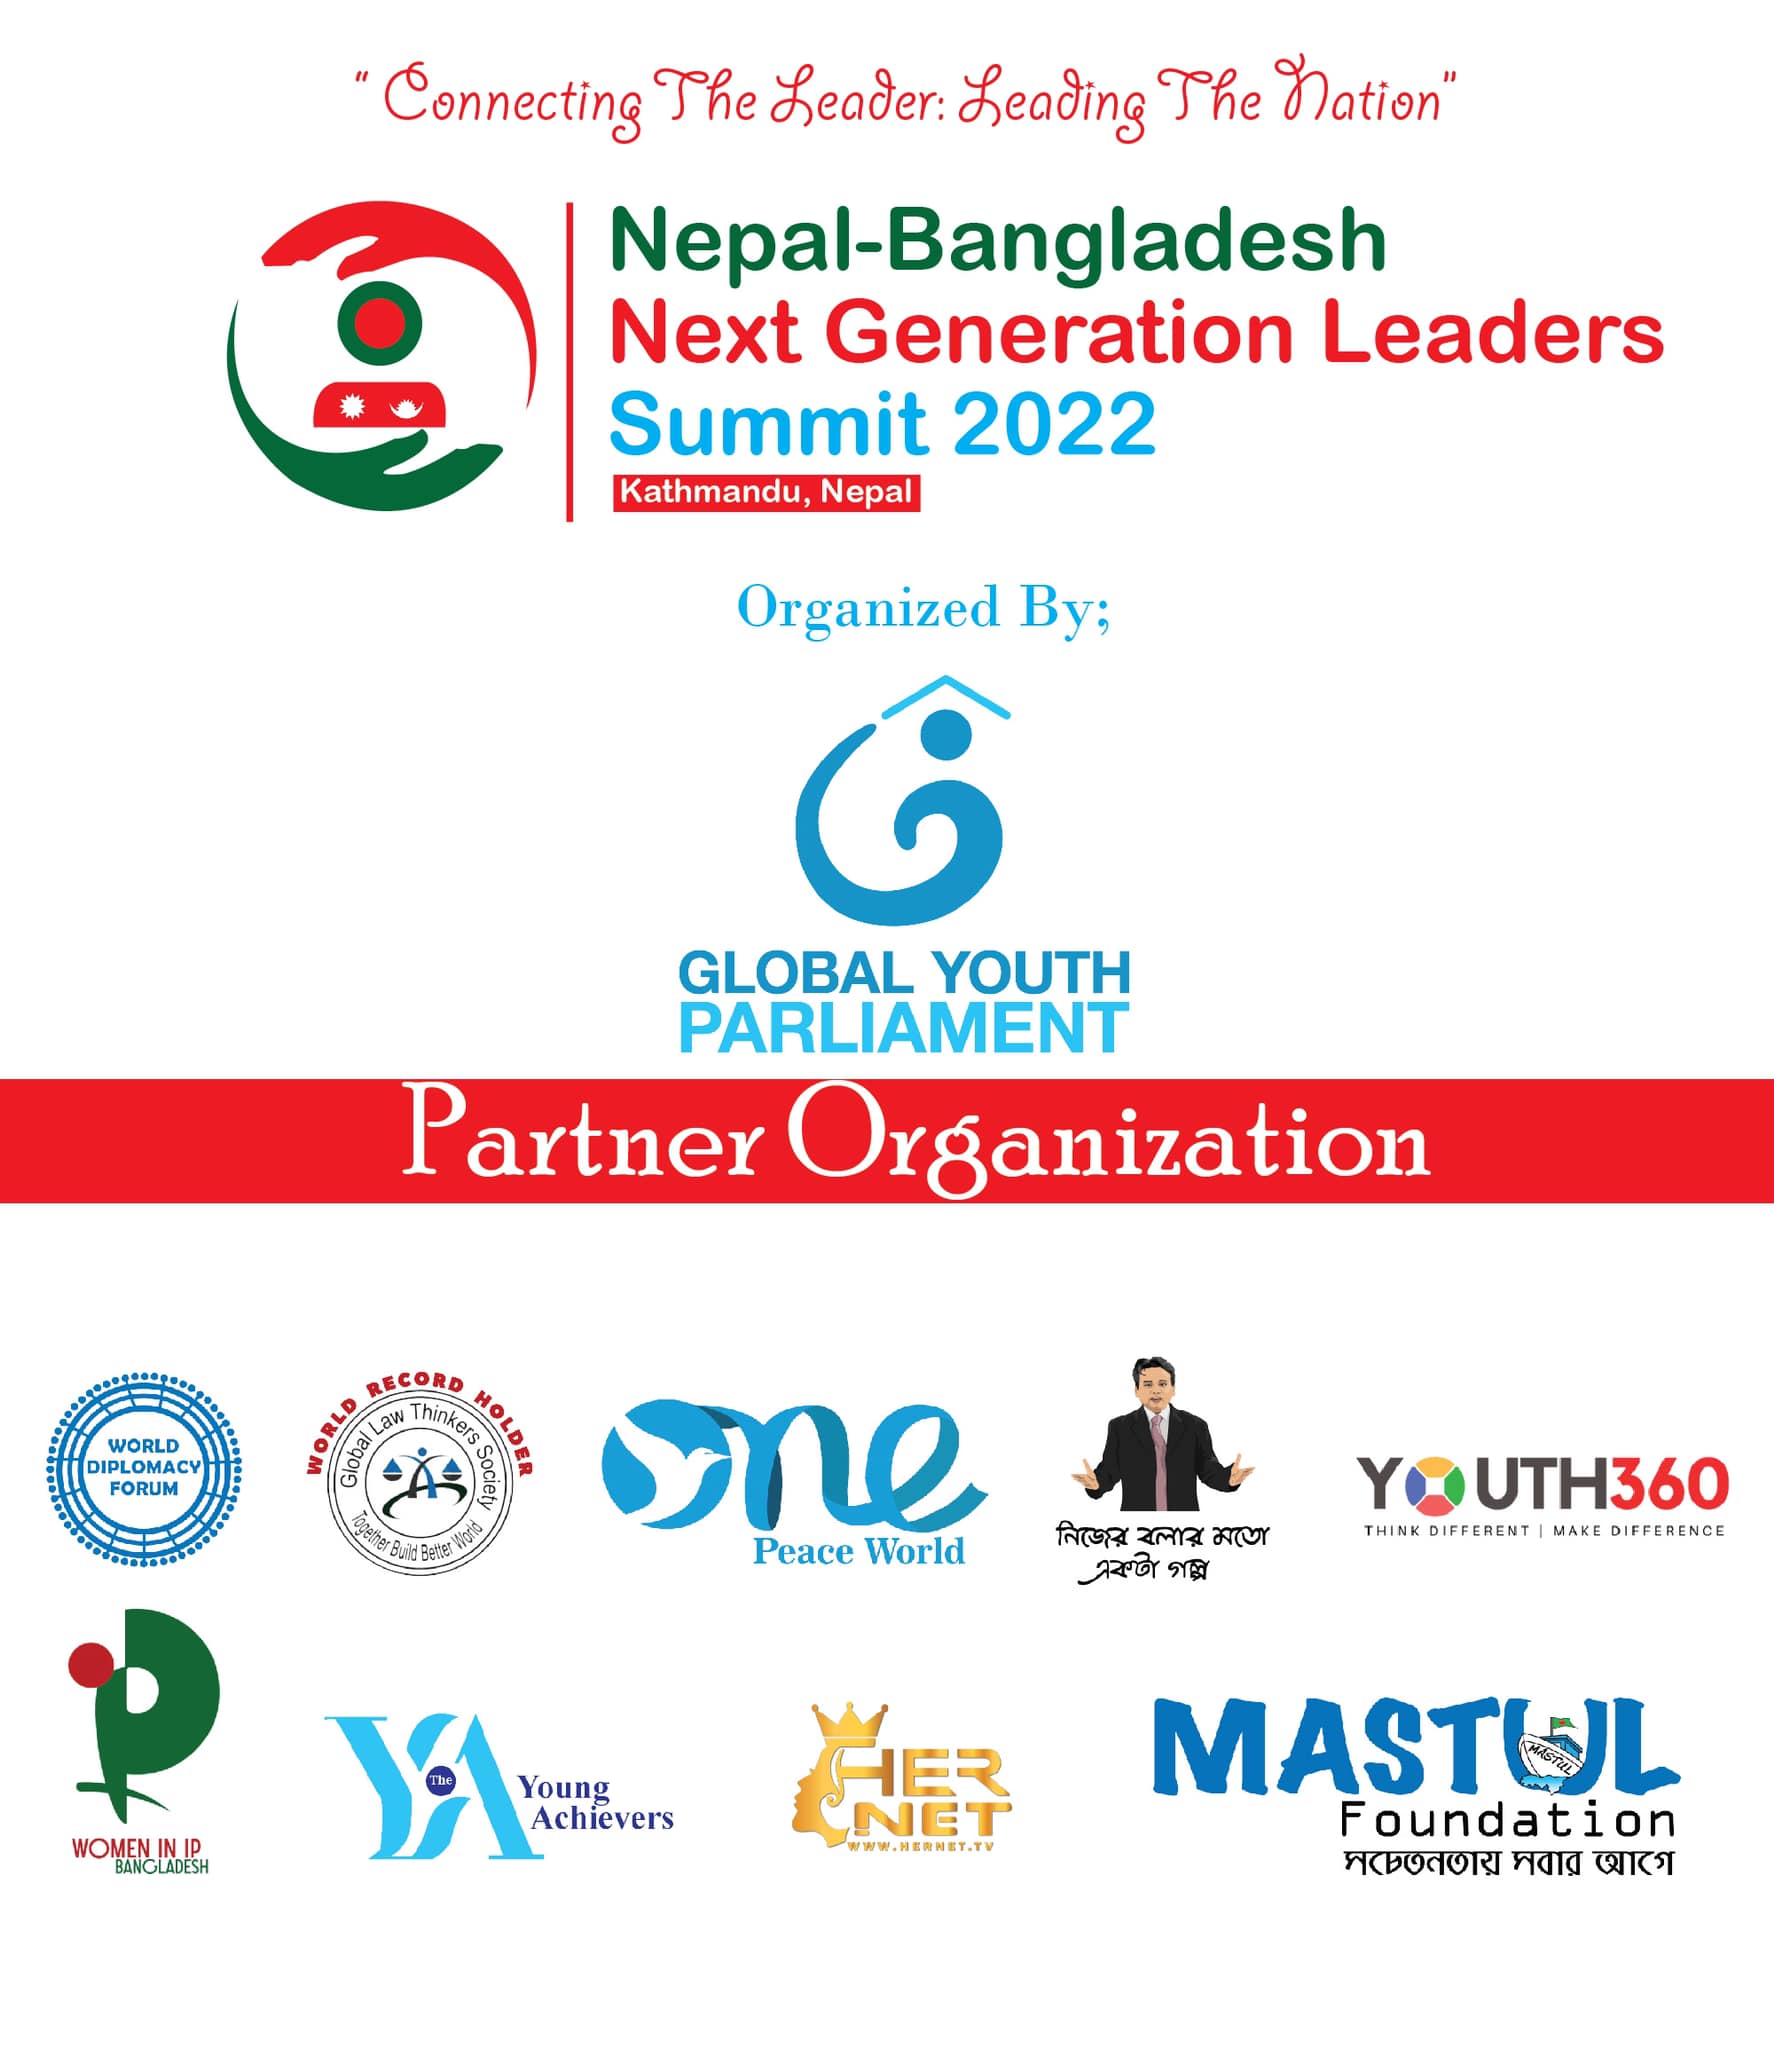 “ Connecting The Leader: Leading The Nation”
Nepal-Bangladesh
Next Generation Leaders
Summit 2022
Kathmandu, Nepal
Organized By;
GLOBAL YOUTH
PARLIAMENT
Partner Organization
WORLD
DIPLOMACY
FORUM
WORLD RECORD HOLDER
Global Law Thinkers Society
Together Build Better World
One
Peace World
নিজের বলার মতো
একটা গল্প
YOUTH360
THINK DIFFERENT | MAKE DIFFERENCE
WOMEN IN IP
BANGLADESH
YA
The
Young
Achievers
HER
NET
WWW.HERNET.TV
MASTUL
MASTUL
Foundation
সচেতনতায় সবার আগে